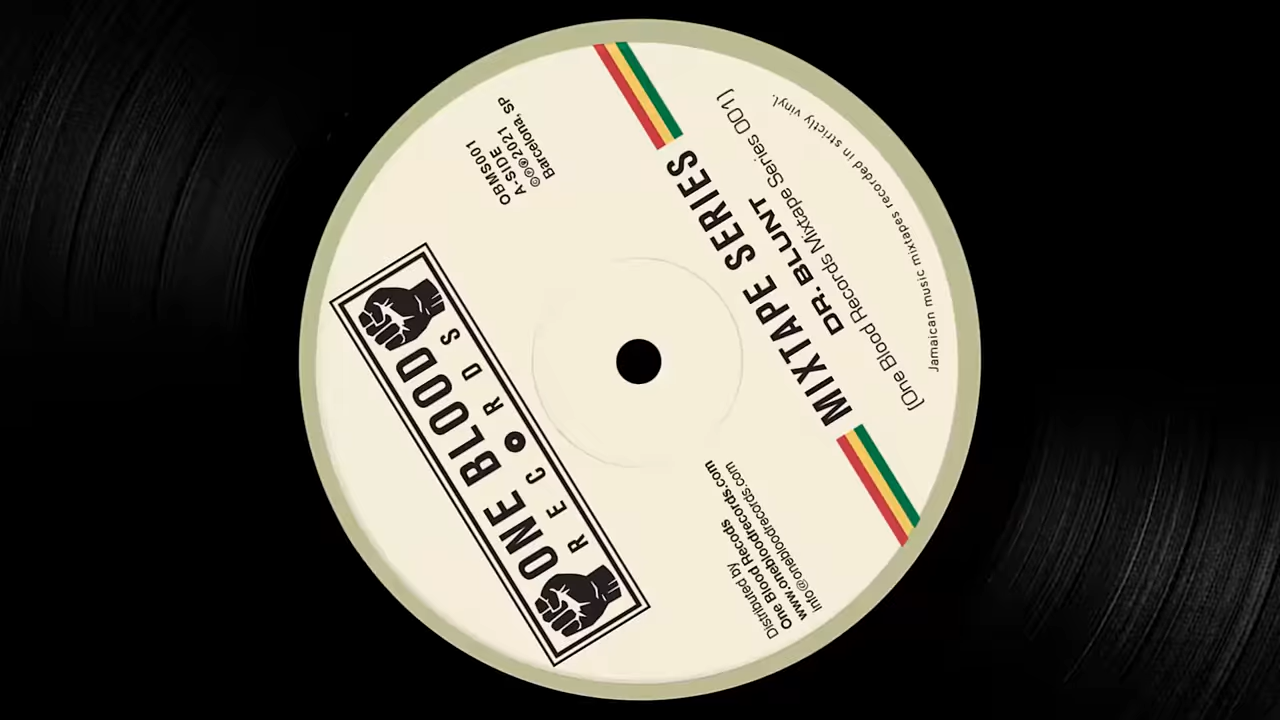 ONE BLOOD
RECORDS
OBMS001
A-SIDE
©℗®2021
Barcelona, SP
Distributed by
One Blood Records
www.onebloodrecords.com
info@onebloodrecords.com
MIXTAPE SERIES
DR. BLUNT
(One Blood Records Mixtape Series 001)
Jamaican music mixtapes recorded in strictly vinyl.